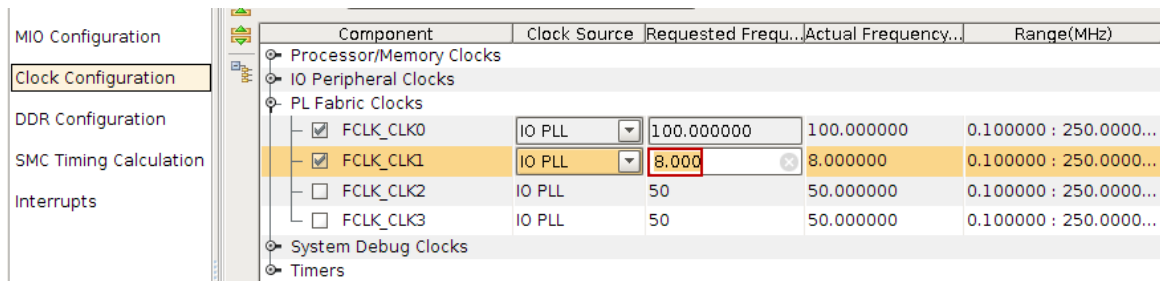 MIO Configuration
Clock Configuration
DDR Configuration
SMC Timing Calculation
Interrupts
Component Clock Source Requested Frequ... Actual Frequency... Range(MHz)
Processor/Memory Clocks
IO Peripheral Clocks
PL Fabric Clocks
FCLK_CLK0 IO PLL 100.000000 100.000000 0.100000 : 250.0000...
FCLK_CLK1 IO PLL 8.000 8.000000 0.100000 : 250.0000...
FCLK_CLK2 IO PLL 50 50.000000 0.100000 : 250.0000...
FCLK_CLK3 IO PLL 50 50.000000 0.100000 : 250.0000...
System Debug Clocks
Timers